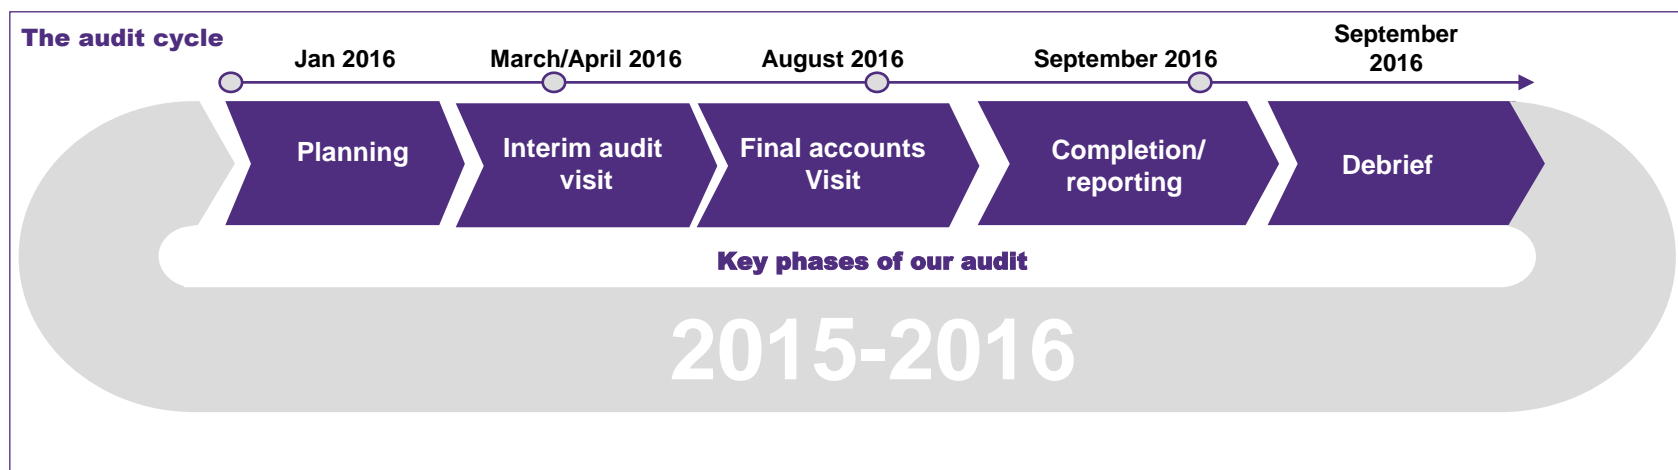 The audit cycle
Jan 2016
March/April 2016
August 2016
September 2016
September
2016
Planning
Interim audit
visit
Final accounts
Visit
Completion/
reporting
Debrief
Key phases of our audit
2015-2016